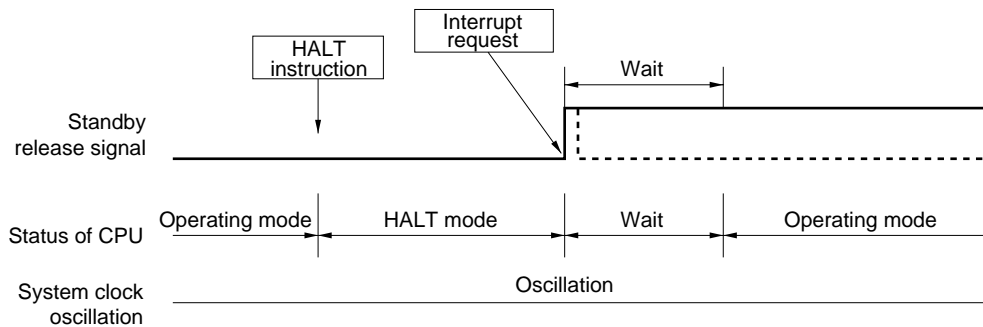 Interrupt
request
HALT
instruction
Wait
Standby
release signal
Operating mode
HALT mode
Wait
Operating mode
Status of CPU
Oscillation
System clock
oscillation